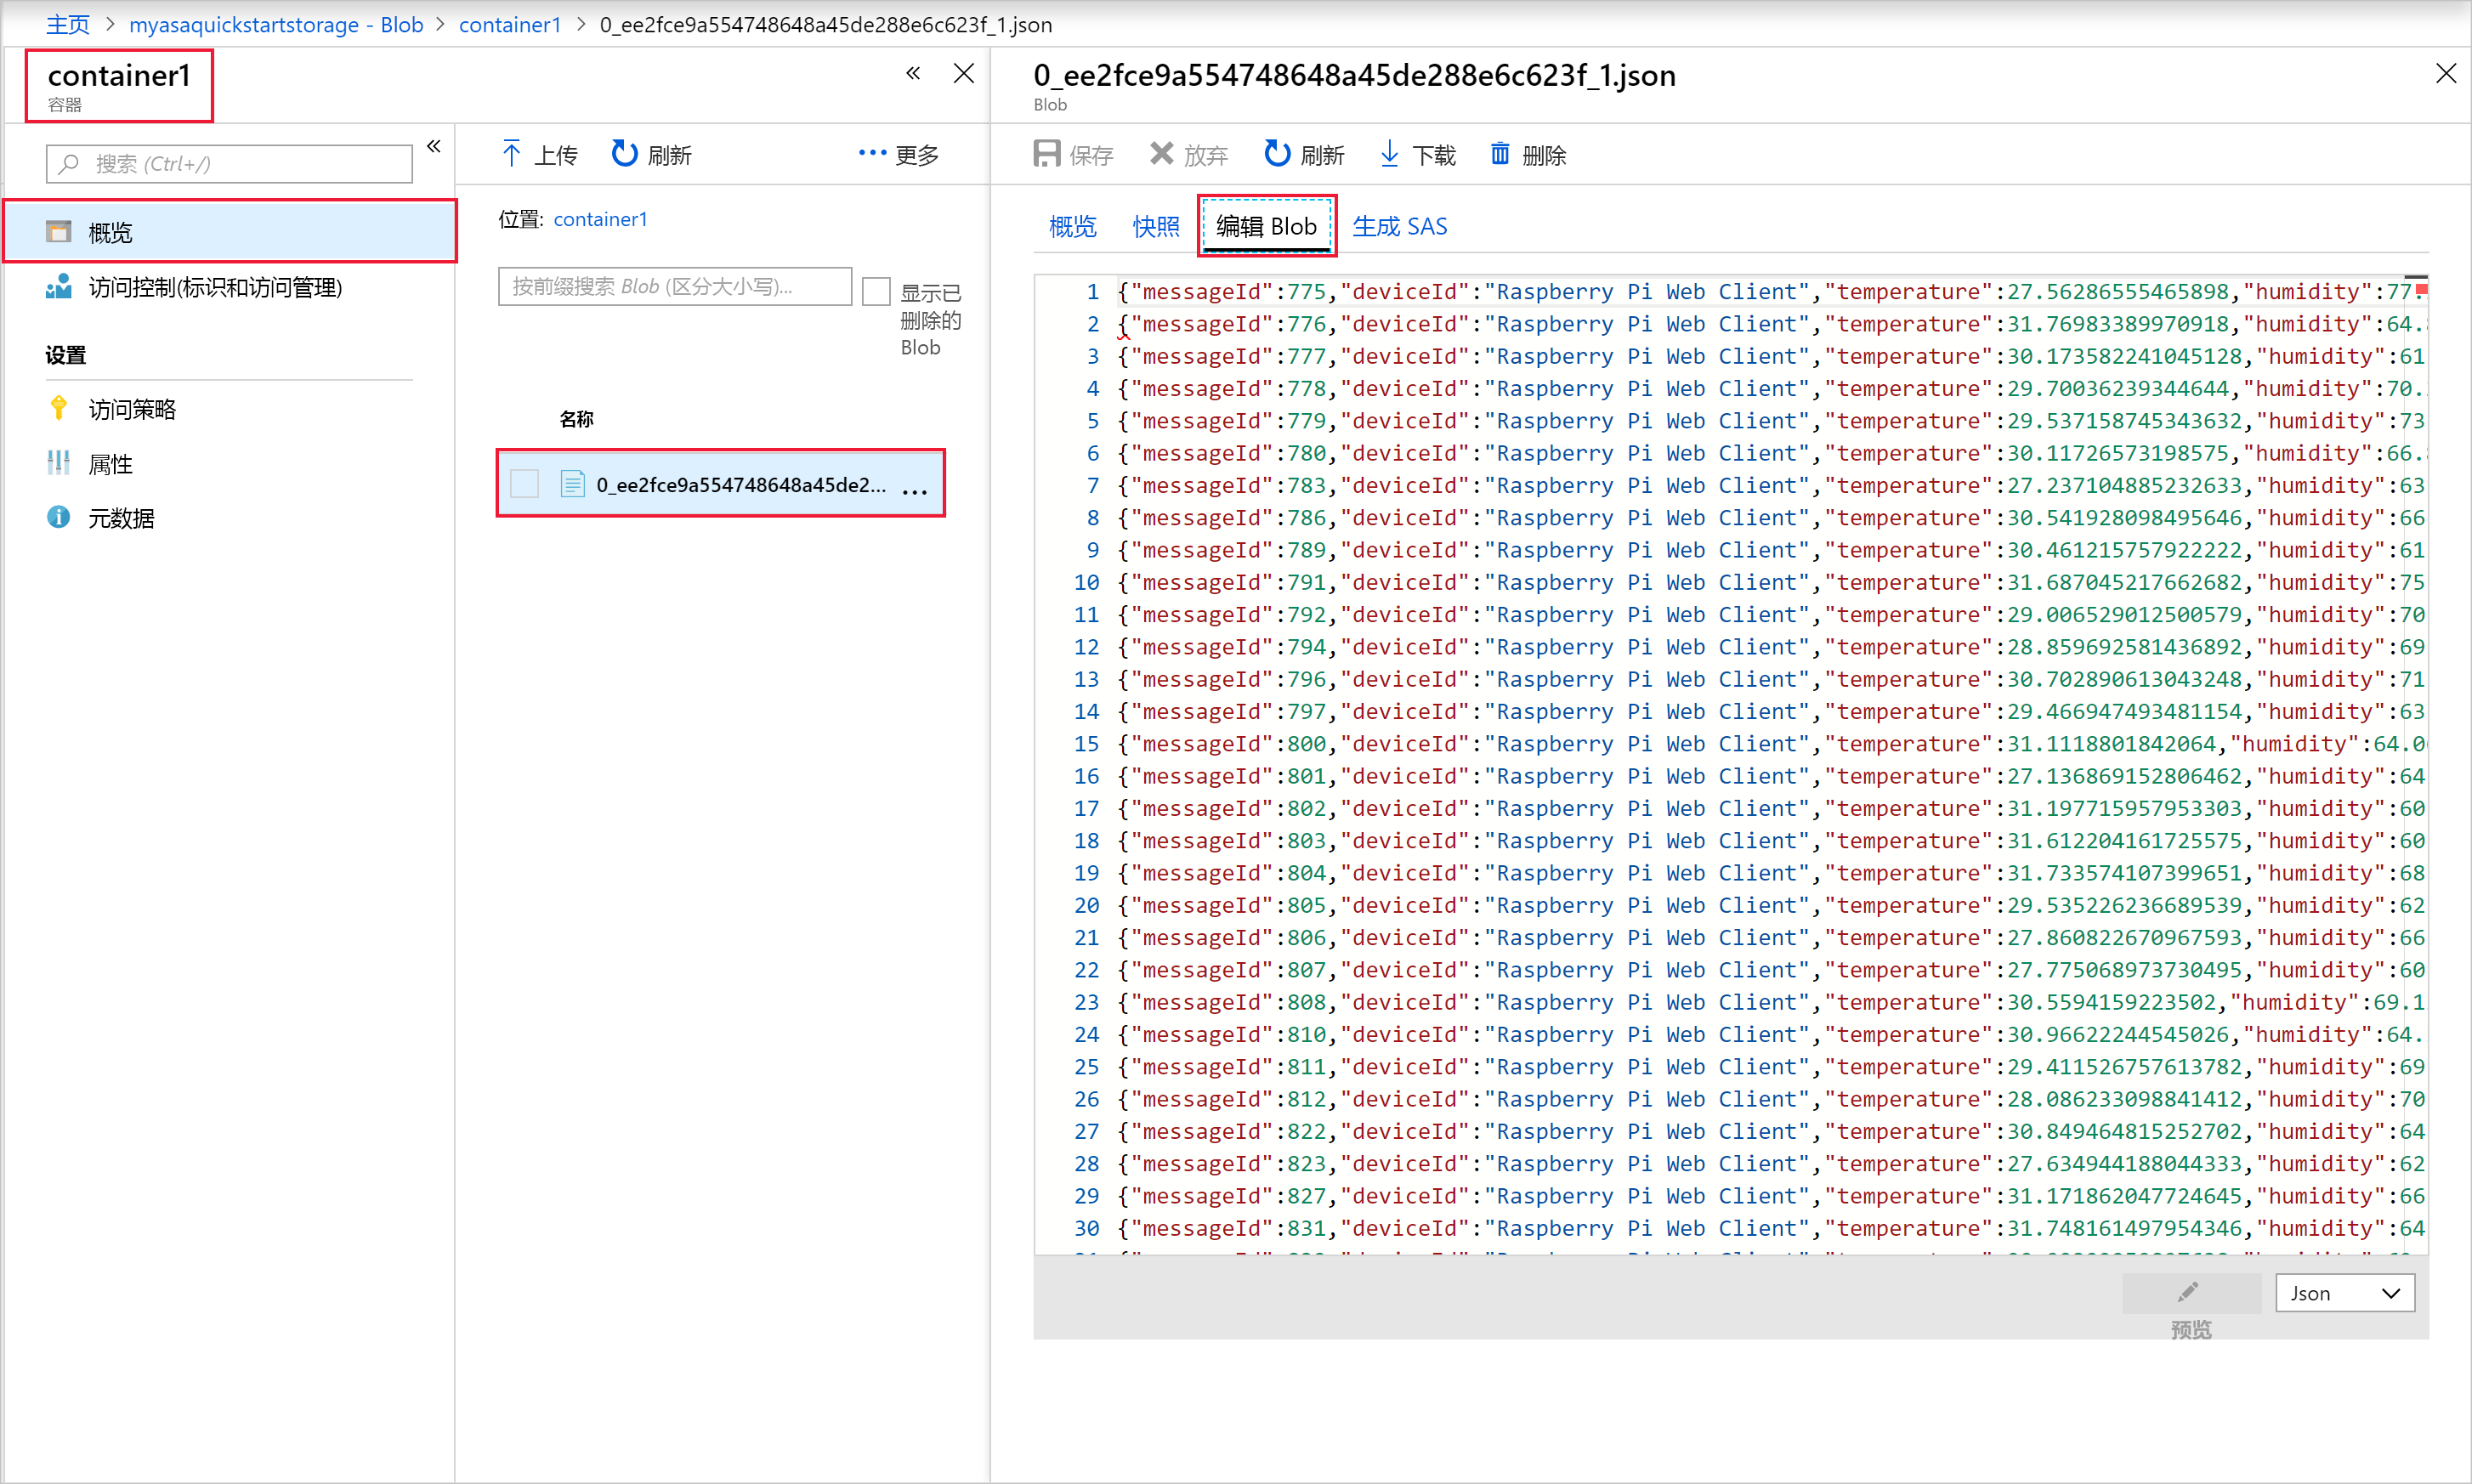 主页 > myasaquickstartstorage - Blob > container1 > 0_ee2fce9a554748648a45de288e6c623f_1.json
container1
容器
搜索 (Ctrl+/)
概览
访问控制(标识和访问管理)
设置
访问策略
属性
元数据
上传 刷新 ••• 更多
位置: container1
按前缀搜索 Blob (区分大小写)...
显示已
删除的
Blob
名称
0_ee2fce9a554748648a45de2... ...
0_ee2fce9a554748648a45de288e6c623f_1.json
Blob
保存 放弃 刷新 下载 删除
概览 快照 编辑 Blob 生成 SAS
1 {"messageId":775,"deviceId":"Raspberry Pi Web Client","temperature":27.56286555465898,"humidity":77.
2 {"messageId":776,"deviceId":"Raspberry Pi Web Client","temperature":31.76983389970918,"humidity":64.
3 {"messageId":777,"deviceId":"Raspberry Pi Web Client","temperature":30.173582241045128,"humidity":61
4 {"messageId":778,"deviceId":"Raspberry Pi Web Client","temperature":29.70036239344644,"humidity":70.
5 {"messageId":779,"deviceId":"Raspberry Pi Web Client","temperature":29.537158745343632,"humidity":73
6 {"messageId":780,"deviceId":"Raspberry Pi Web Client","temperature":30.11726573198575,"humidity":66.
7 {"messageId":783,"deviceId":"Raspberry Pi Web Client","temperature":27.237104885232633,"humidity":63
8 {"messageId":786,"deviceId":"Raspberry Pi Web Client","temperature":30.541928098495646,"humidity":66
9 {"messageId":789,"deviceId":"Raspberry Pi Web Client","temperature":30.461215757922222,"humidity":61
10 {"messageId":791,"deviceId":"Raspberry Pi Web Client","temperature":31.687045217662682,"humidity":75
11 {"messageId":792,"deviceId":"Raspberry Pi Web Client","temperature":29.0065290125005​79,"humidity":70
12 {"messageId":794,"deviceId":"Raspberry Pi Web Client","temperature":28.859692581436892,"humidity":69
13 {"messageId":796,"deviceId":"Raspberry Pi Web Client","temperature":30.702890613043248,"humidity":71
14 {"messageId":797,"deviceId":"Raspberry Pi Web Client","temperature":29.466947493481154,"humidity":63
15 {"messageId":800,"deviceId":"Raspberry Pi Web Client","temperature":31.1118801842064,"humidity":64.0
16 {"messageId":801,"deviceId":"Raspberry Pi Web Client","temperature":27.136869152806462,"humidity":64
17 {"messageId":802,"deviceId":"Raspberry Pi Web Client","temperature":31.197715957953303,"humidity":60
18 {"messageId":803,"deviceId":"Raspberry Pi Web Client","temperature":31.612204161725575,"humidity":60
19 {"messageId":804,"deviceId":"Raspberry Pi Web Client","temperature":31.733574107399651,"humidity":68
20 {"messageId":805,"deviceId":"Raspberry Pi Web Client","temperature":29.535226236689539,"humidity":62
21 {"messageId":806,"deviceId":"Raspberry Pi Web Client","temperature":27.860822670967593,"humidity":66
22 {"messageId":807,"deviceId":"Raspberry Pi Web Client","temperature":27.775068973730495,"humidity":60
23 {"messageId":808,"deviceId":"Raspberry Pi Web Client","temperature":30.5594159223502,"humidity":69.1
24 {"messageId":810,"deviceId":"Raspberry Pi Web Client","temperature":30.96622244545026,"humidity":64.
25 {"messageId":811,"deviceId":"Raspberry Pi Web Client","temperature":29.411526757613782,"humidity":69
26 {"messageId":812,"deviceId":"Raspberry Pi Web Client","temperature":28.086233098841412,"humidity":70
27 {"messageId":822,"deviceId":"Raspberry Pi Web Client","temperature":30.849464815252702,"humidity":64
28 {"messageId":823,"deviceId":"Raspberry Pi Web Client","temperature":27.634944188044333,"humidity":62
29 {"messageId":827,"deviceId":"Raspberry Pi Web Client","temperature":31.171862047724645,"humidity":66
30 {"messageId":831,"deviceId":"Raspberry Pi Web Client","temperature":31.748161497954346,"humidity":64
Json
预览